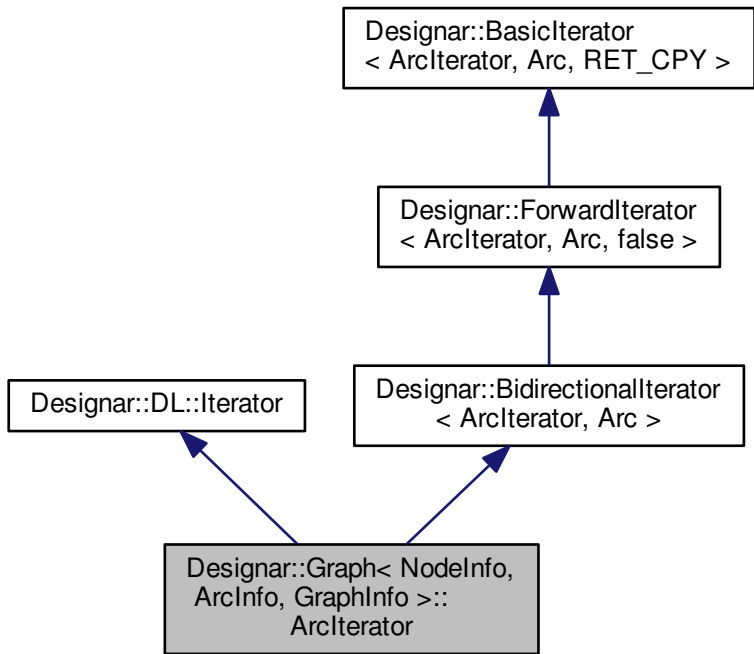 Designar::BasicIterator
< ArcIterator, Arc, RET_CPY >
Designar::ForwardIterator
< ArcIterator, Arc, false >
Designar::DL::Iterator
Designar::BidirectionalIterator
< ArcIterator, Arc >
Designar::Graph< NodeInfo,
ArcInfo, GraphInfo >::
ArcIterator